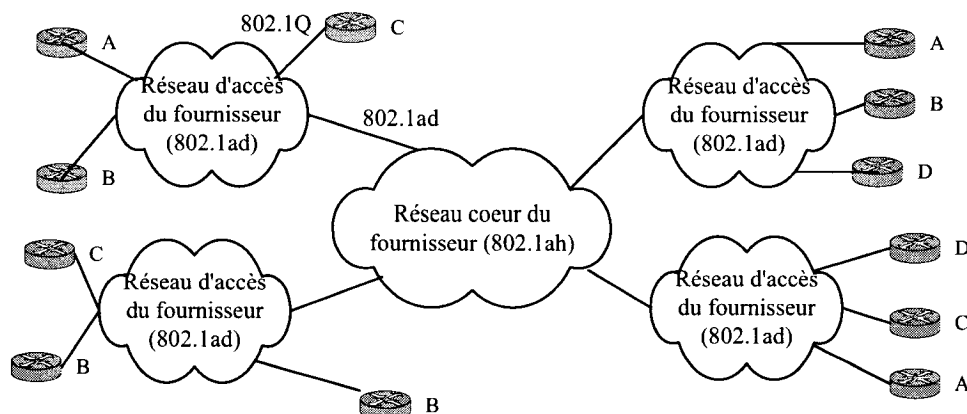 802.1Q
A
C
Réseau d'accès
du fournisseur
(802.1ad)
B
802.1ad
A
Réseau d'accès
du fournisseur
(802.1ad)
B
D
Réseau coeur du
fournisseur (802.1ah)
C
Réseau d'accès
du fournisseur
(802.1ad)
B
B
D
Réseau d'accès
du fournisseur
(802.1ad)
C
A